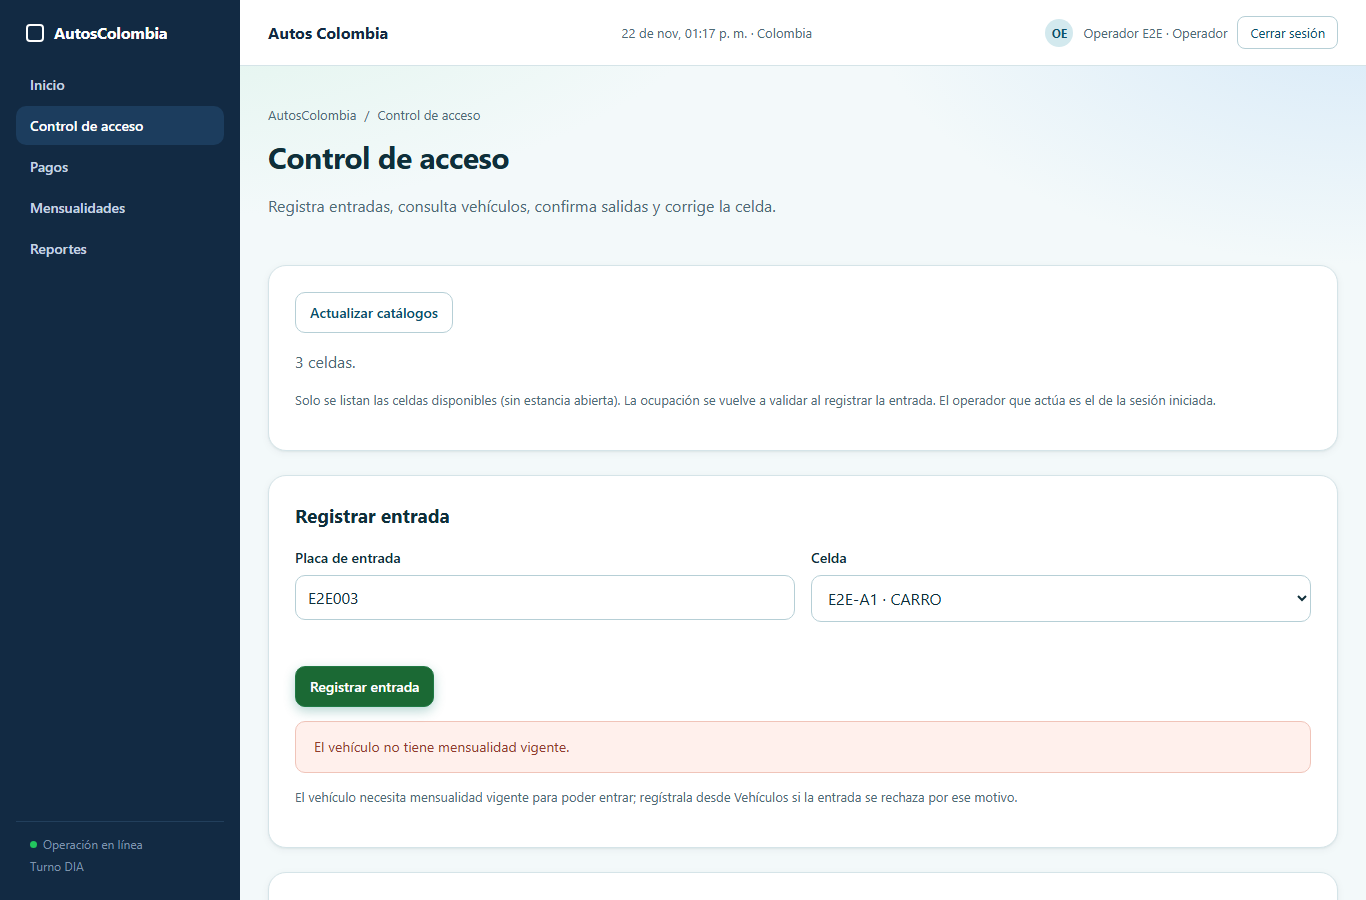 AutosColombia
Inicio
Control de acceso
Pagos
Mensualidades
Reportes
Operación en línea
Turno DIA
Autos Colombia
22 de nov, 01:17 p. m. · Colombia
OE
Operador E2E · Operador
Cerrar sesión
AutosColombia / Control de acceso
Control de acceso
Registra entradas, consulta vehículos, confirma salidas y corrige la celda.
Actualizar catálogos
3 celdas.
Solo se listan las celdas disponibles (sin estancia abierta). La ocupación se vuelve a validar al registrar la entrada. El operador que actúa es el de la sesión iniciada.
Registrar entrada
Placa de entrada
E2E003
Celda
E2E-A1 · CARRO
Registrar entrada
El vehículo no tiene mensualidad vigente.
El vehículo necesita mensualidad vigente para poder entrar; regístrala desde Vehículos si la entrada se rechaza por ese motivo.